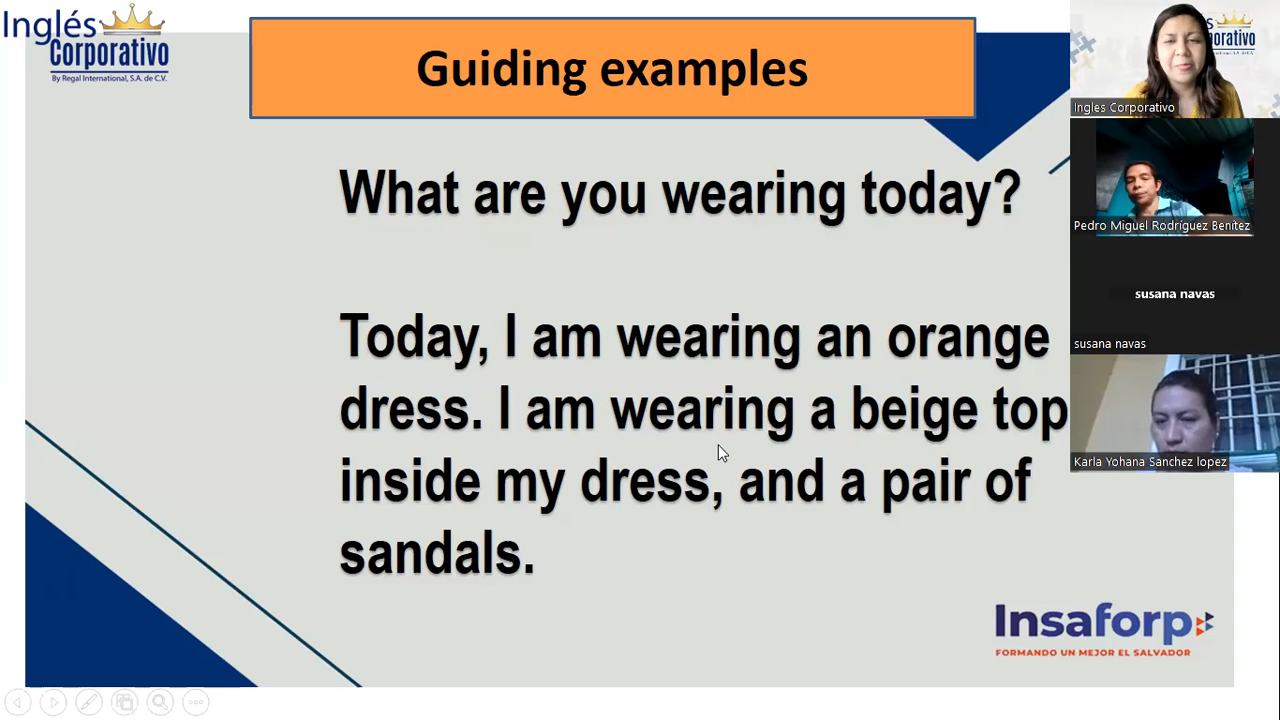 Inglés
Corporativo
By Regal International, S.A. de C.V.
Guiding examples
What are you wearing today?
Today, I am wearing an orange
dress. I am wearing a beige top
inside my dress, and a pair of
sandals.
Insaforp
FORMANDO UN MEJOR EL SALVADOR
Ingles Corporativo
Pedro Miguel Rodríguez Benítez
susana navas
susana navas
Karla Yohana Sanchez lopez